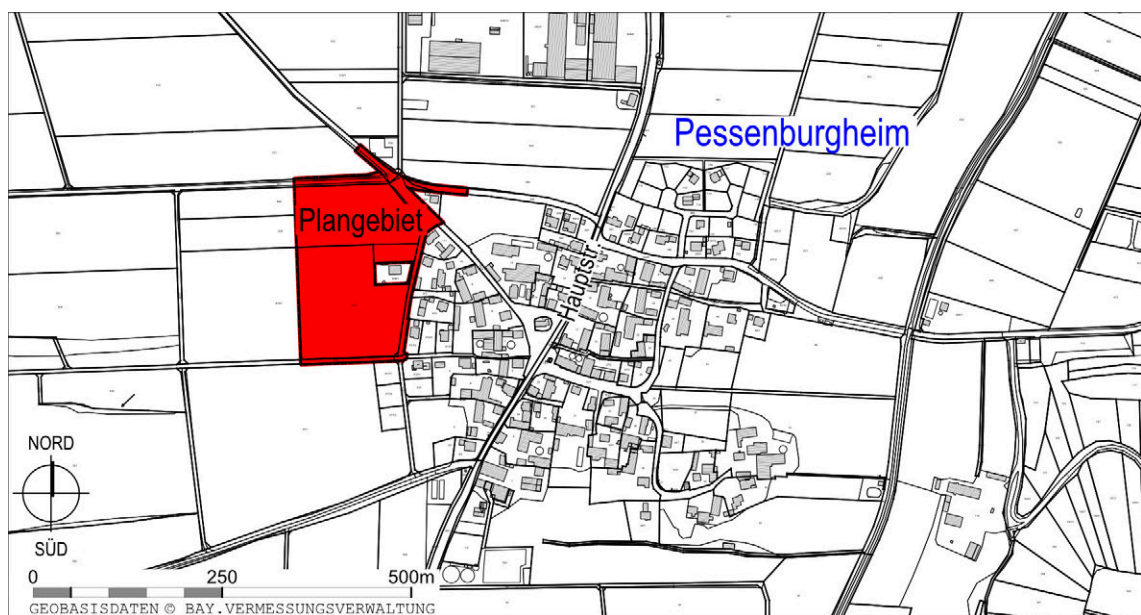 Pessenburgheim
Plangebiet
Hauptstr.
NORD
SÜD
0 250 500m
GEOBASISDATEN © BAY.VERMESSUNGSVERWALTUNG